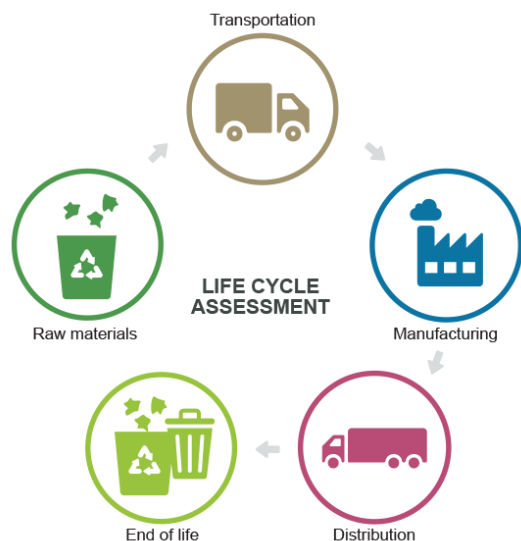 Transportation
LIFE CYCLE
ASSESSMENT
Raw materials
Manufacturing
End of life
Distribution